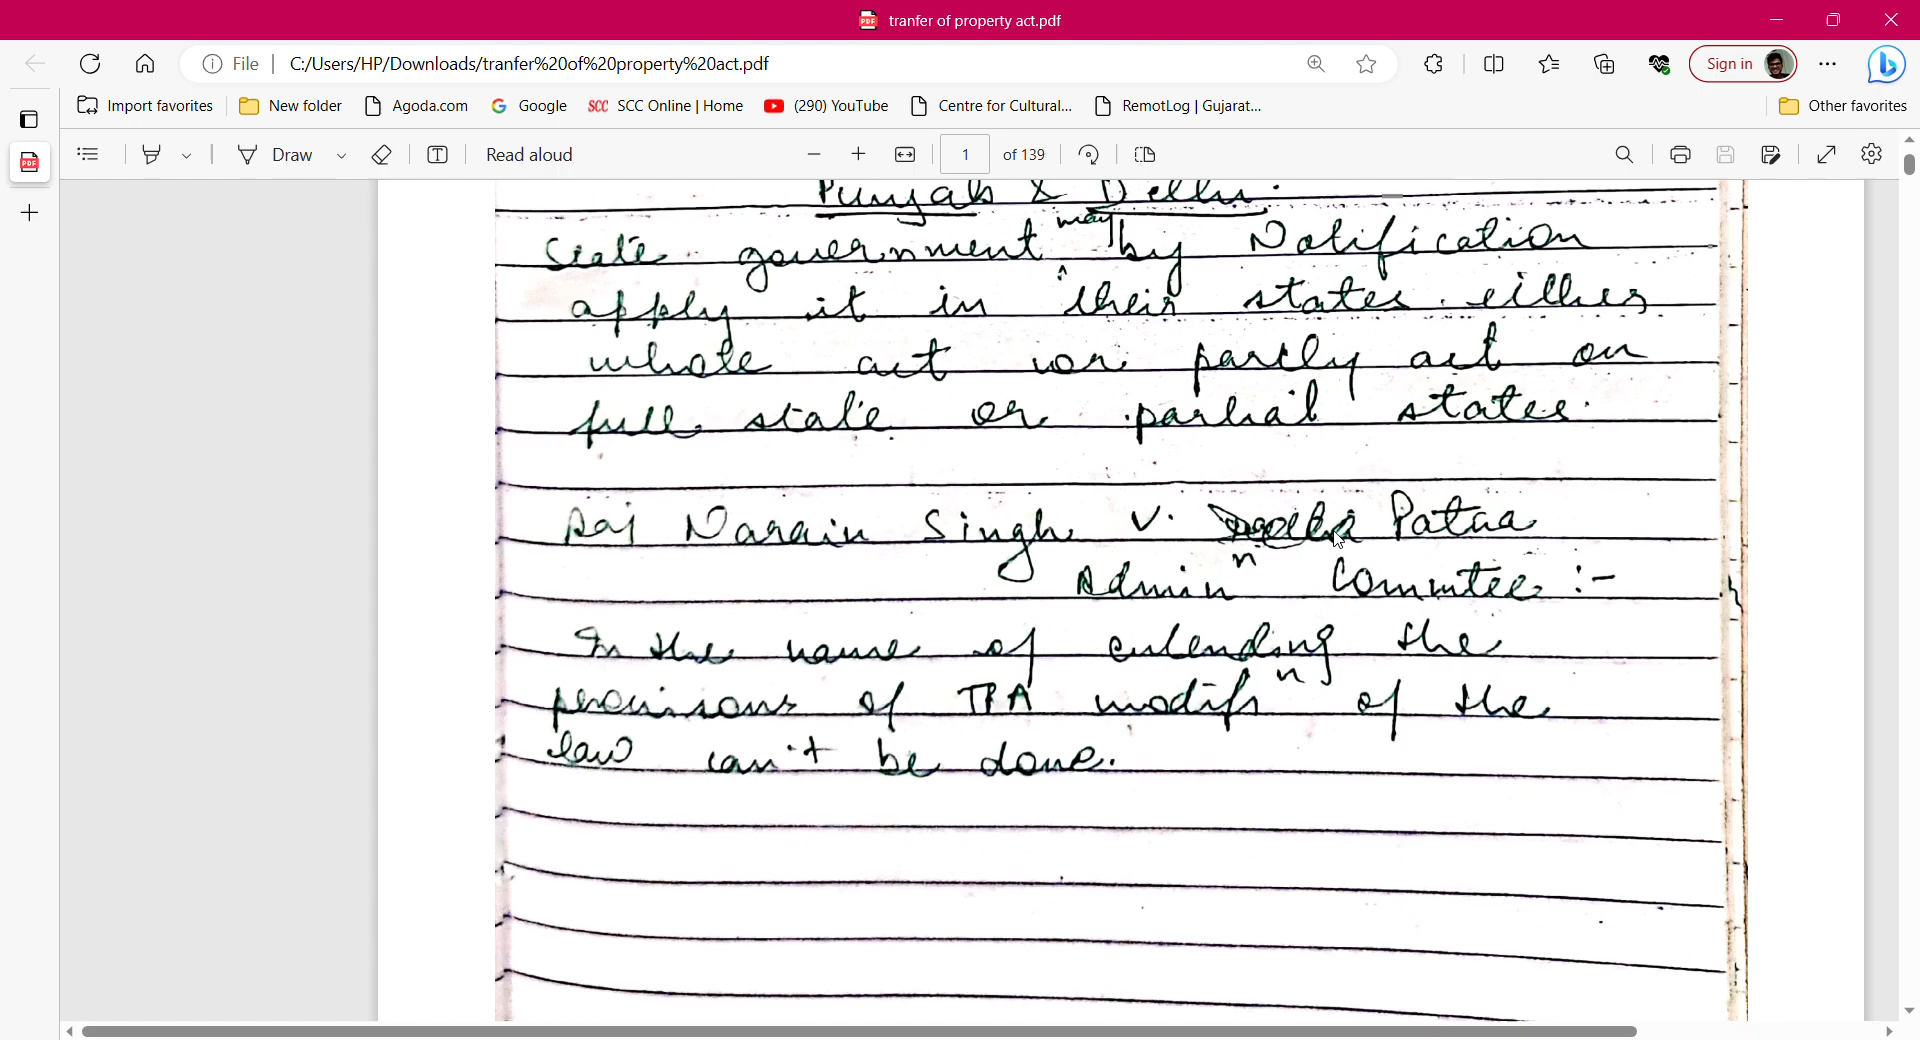 tranfer of property act.pdf
File C:/Users/HP/Downloads/tranfer%20of%20property%20act.pdf
Sign in
Import favorites New folder Agoda.com Google SCC SCC Online | Home (290) YouTube Centre for Cultural... RemotLog | Gujarat... Other favorites
Draw Read aloud 1 of 139
Punjab & Delhi.
State government may by Notification
apply it in their states either
whole act or partly act on
full state or partial states.
Raj Narain Singh V. Patna
Adminn Commtee :-
In the name of extending the
provisions of TPA modifn of the
law can't be done.